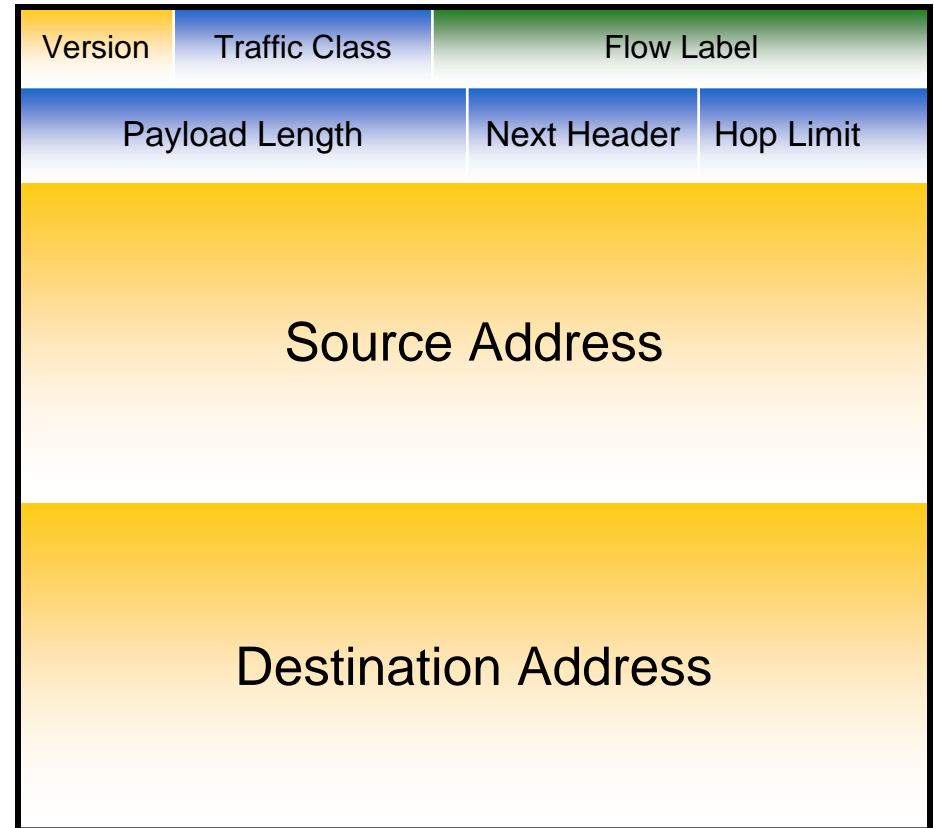 Version Traffic Class Flow Label
Payload Length Next Header Hop Limit
Source Address
Destination Address